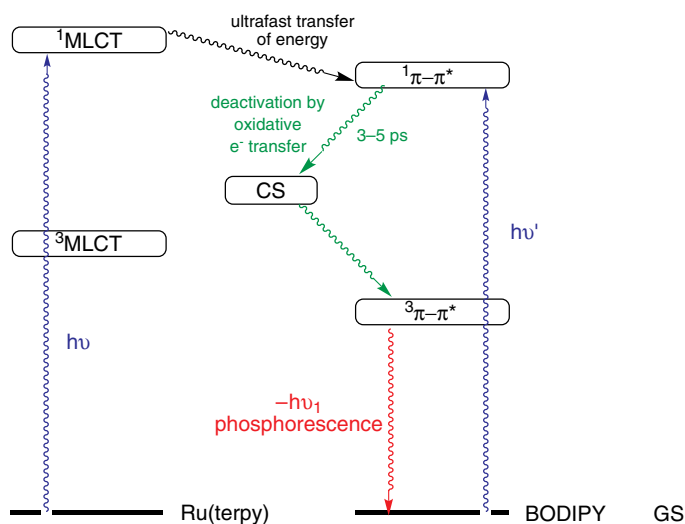 ultrafast transfer
of energy
¹MLCT
¹π–π*
deactivation by
oxidative
e⁻ transfer
3–5 ps
CS
³MLCT
hυ'
³π–π*
hυ
–hυ₁
phosphorescence
Ru(terpy)
BODIPY
GS